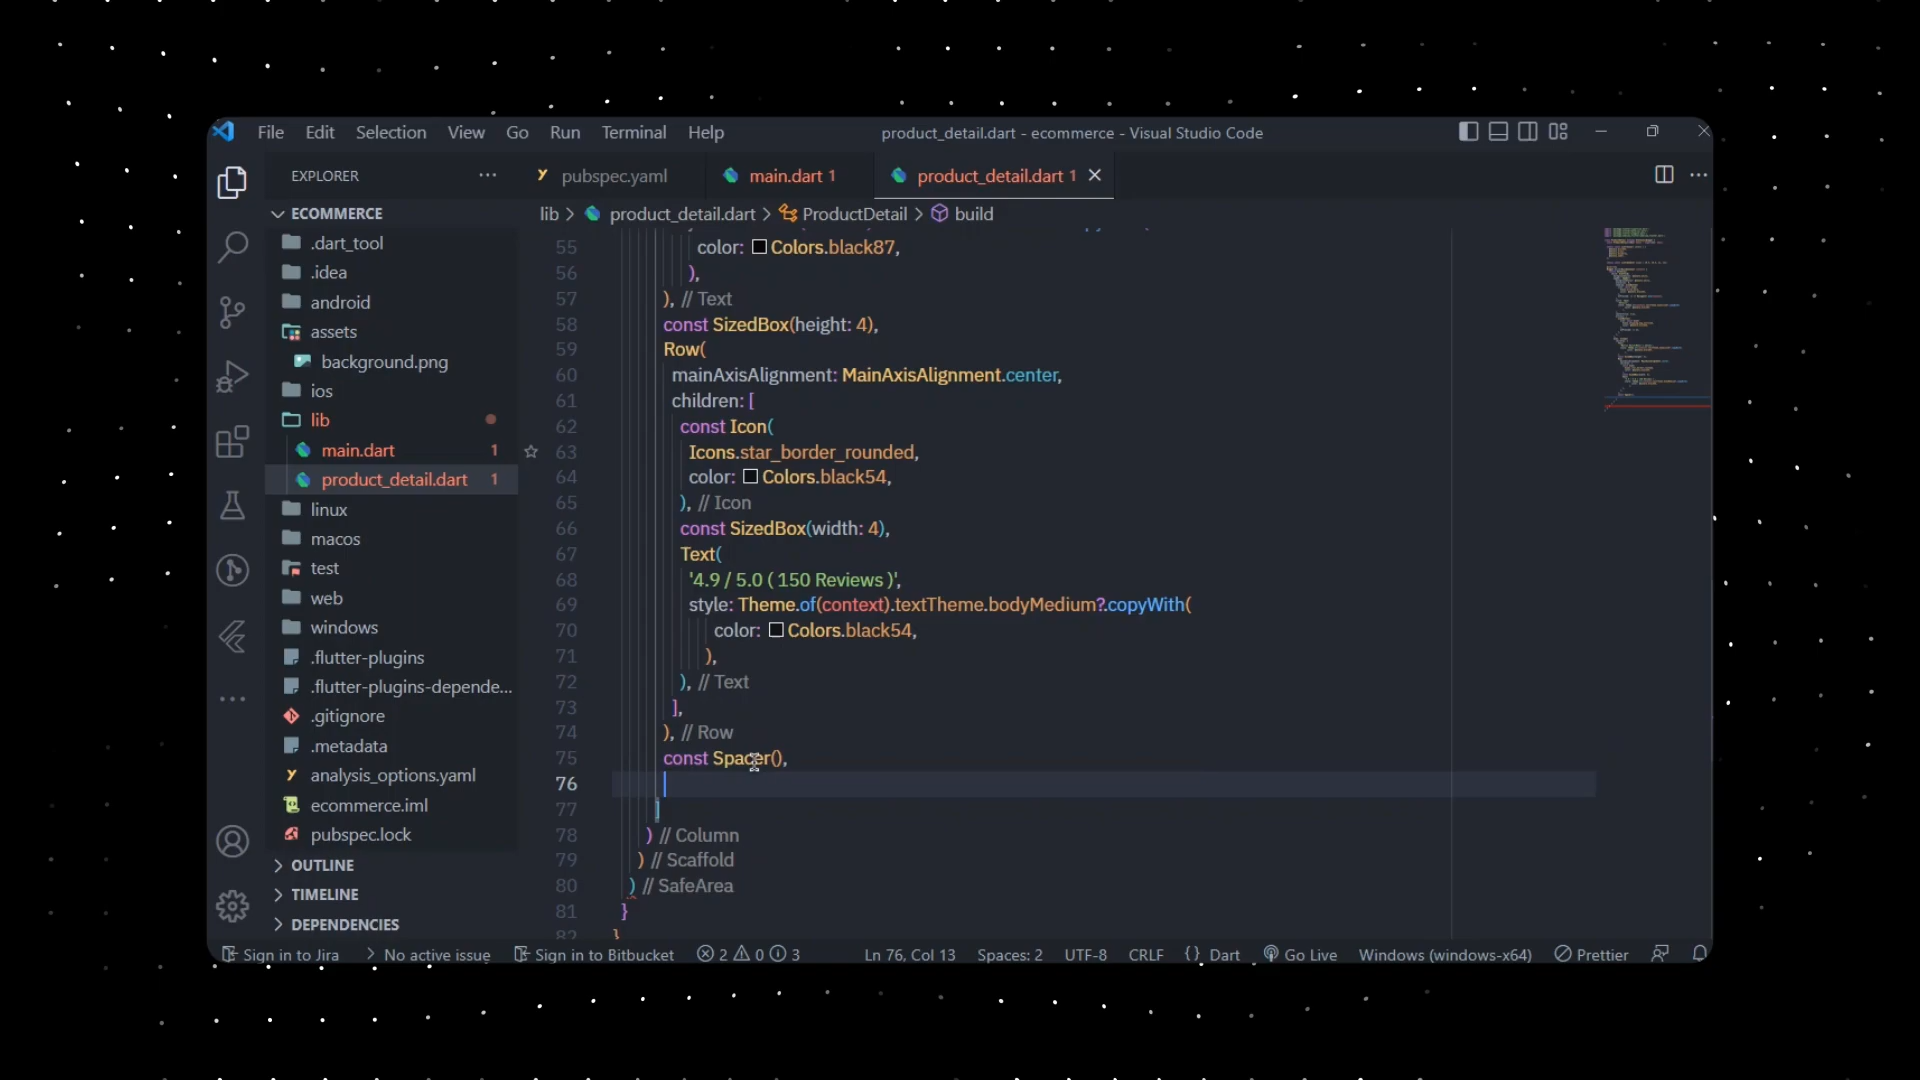 File Edit Selection View Go Run Terminal Help
product_detail.dart - ecommerce - Visual Studio Code
EXPLORER
pubspec.yaml
main.dart 1
product_detail.dart 1
ECOMMERCE
lib > product_detail.dart > ProductDetail > build
.dart_tool
.idea
android
assets
background.png
ios
lib
main.dart 1
product_detail.dart 1
linux
macos
test
web
windows
.flutter-plugins
.flutter-plugins-depende...
.gitignore
.metadata
analysis_options.yaml
ecommerce.iml
pubspec.lock
OUTLINE
TIMELINE
DEPENDENCIES
55 color: Colors.black87,
56 ),
57 ), // Text
58 const SizedBox(height: 4),
59 Row(
60 mainAxisAlignment: MainAxisAlignment.center,
61 children: [
62 const Icon(
63 Icons.star_border_rounded,
64 color: Colors.black54,
65 ), // Icon
66 const SizedBox(width: 4),
67 Text(
68 '4.9 / 5.0 ( 150 Reviews )',
69 style: Theme.of(context).textTheme.bodyMedium?.copyWith(
70 color: Colors.black54,
71 ),
72 ), // Text
73 ],
74 ), // Row
75 const Spacer(),
76
77 ]
78 ) // Column
79 ) // Scaffold
80 ) // SafeArea
81 }
82 }
Sign in to Jira > No active issue Sign in to Bitbucket 2 0 3 Ln 76, Col 13 Spaces: 2 UTF-8 CRLF {} Dart Go Live Windows (windows-x64) Prettier